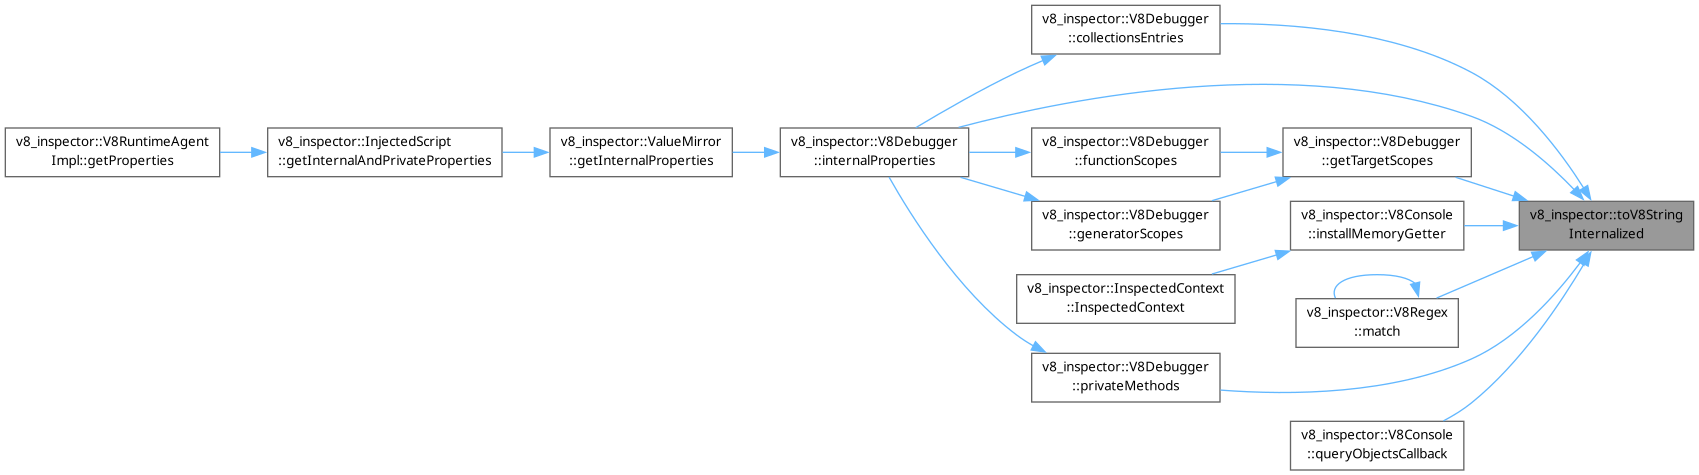 v8_inspector::V8RuntimeAgent
Impl::getProperties
v8_inspector::InjectedScript
::getInternalAndPrivateProperties
v8_inspector::ValueMirror
::getInternalProperties
v8_inspector::V8Debugger
::internalProperties
v8_inspector::V8Debugger
::collectionsEntries
v8_inspector::V8Debugger
::functionScopes
v8_inspector::V8Debugger
::generatorScopes
v8_inspector::InspectedContext
::InspectedContext
v8_inspector::V8Debugger
::privateMethods
v8_inspector::V8Debugger
::getTargetScopes
v8_inspector::V8Console
::installMemoryGetter
v8_inspector::V8Regex
::match
v8_inspector::V8Console
::queryObjectsCallback
v8_inspector::toV8String
Internalized